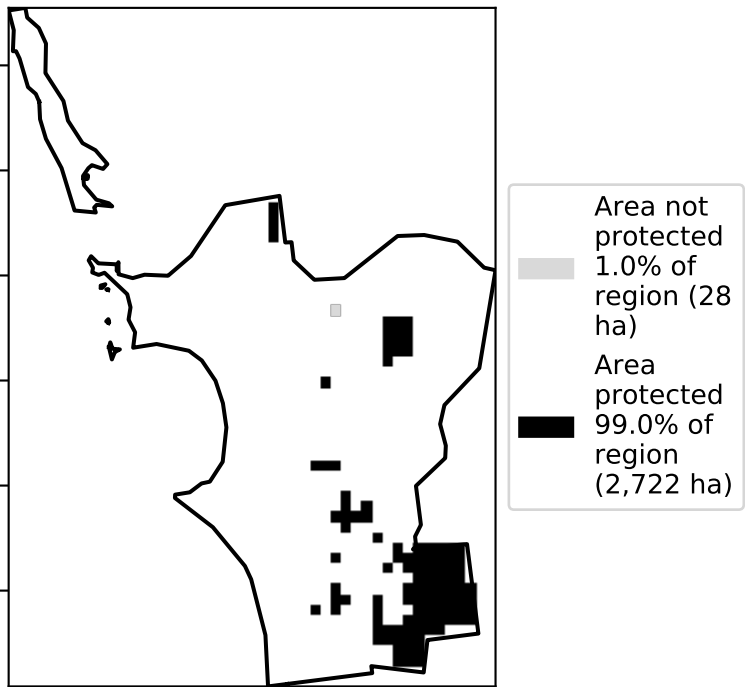 Area not
protected
1.0% of
region (28
ha)
Area
protected
99.0% of
region
(2,722 ha)